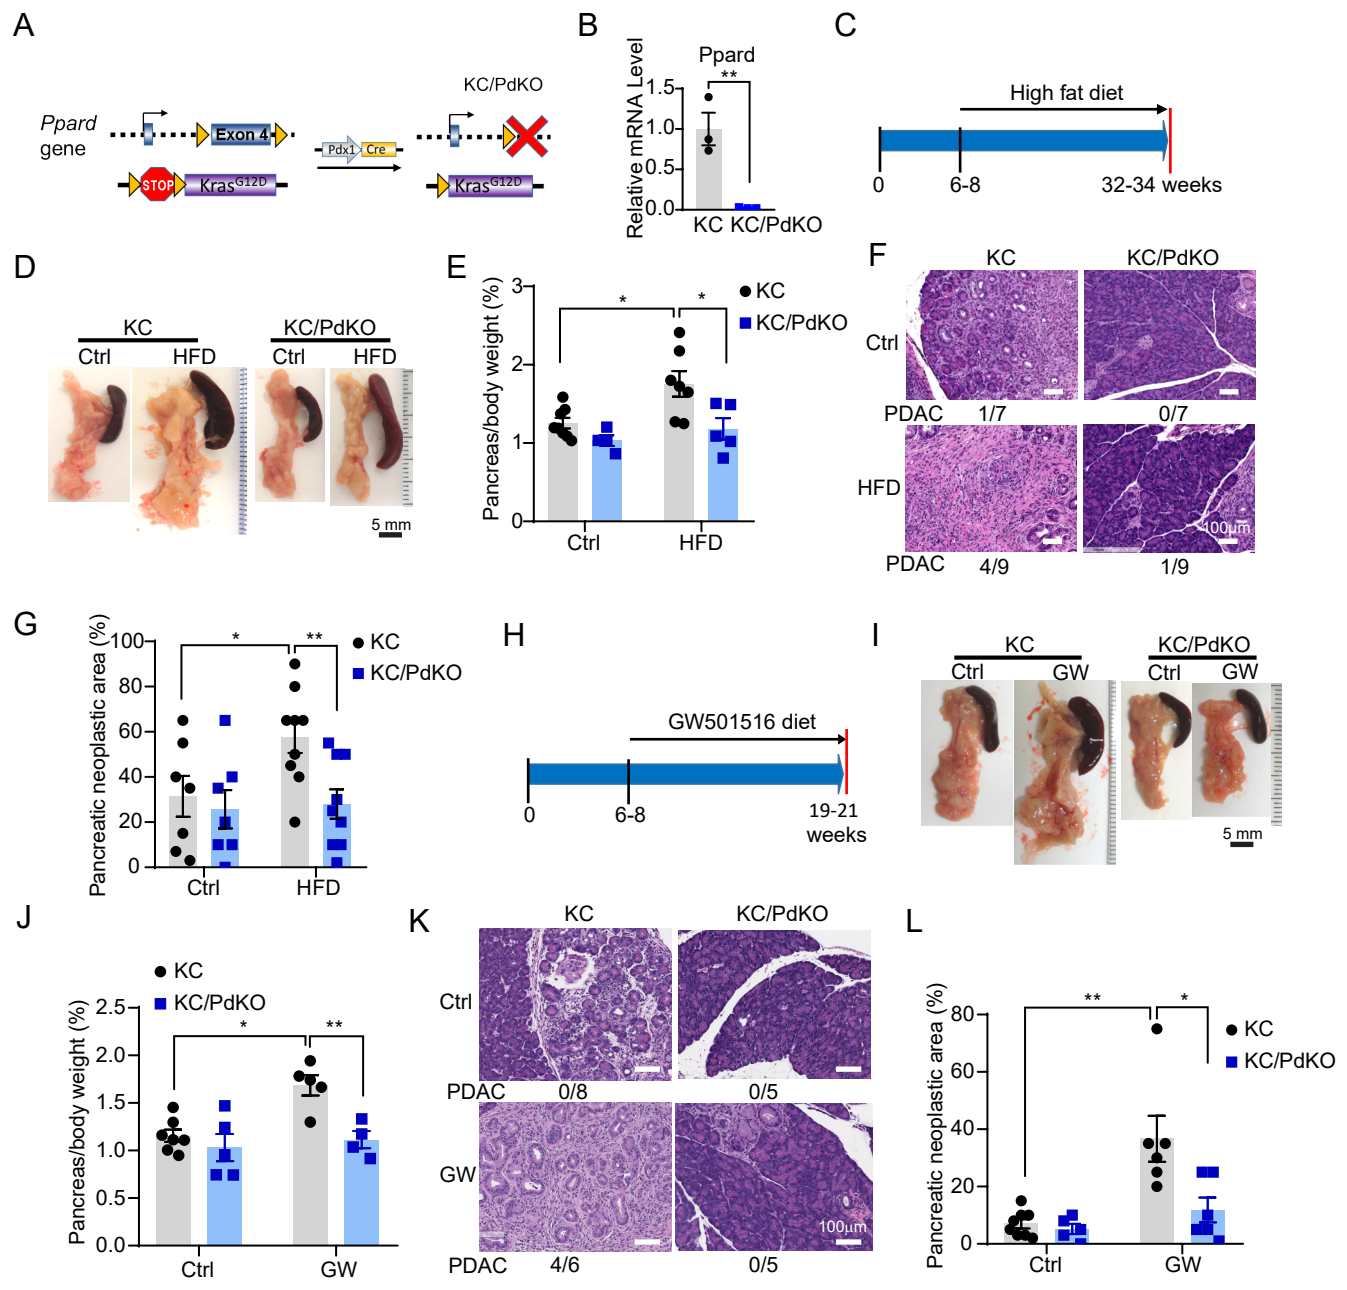 A
Ppard
gene
Exon 4
STOP
KrasG12D
Pdx1
Cre
KC/PdKO
KrasG12D
B
Ppard
**
Relative mRNA Level
1.5
1.0
0.5
0.0
KC KC/PdKO
C
High fat diet
0
6-8
32-34 weeks
D
KC
KC/PdKO
Ctrl
HFD
Ctrl
HFD
5 mm
E
Pancreas/body weight (%)
3
2
1
0
*
*
KC
KC/PdKO
Ctrl
HFD
F
KC
KC/PdKO
Ctrl
PDAC
1/7
0/7
HFD
100µm
PDAC
4/9
1/9
G
Pancreatic neoplastic area (%)
100
80
60
40
20
0
*
**
KC
KC/PdKO
Ctrl
HFD
H
GW501516 diet
0
6-8
19-21
weeks
I
KC
KC/PdKO
Ctrl
GW
Ctrl
GW
5 mm
J
KC
KC/PdKO
Pancreas/body weight (%)
2.5
2.0
1.5
1.0
0.5
0.0
*
**
Ctrl
GW
K
KC
KC/PdKO
Ctrl
PDAC
0/8
0/5
GW
100µm
PDAC
4/6
0/5
L
Pancreatic neoplastic area (%)
80
60
40
20
0
**
*
KC
KC/PdKO
Ctrl
GW